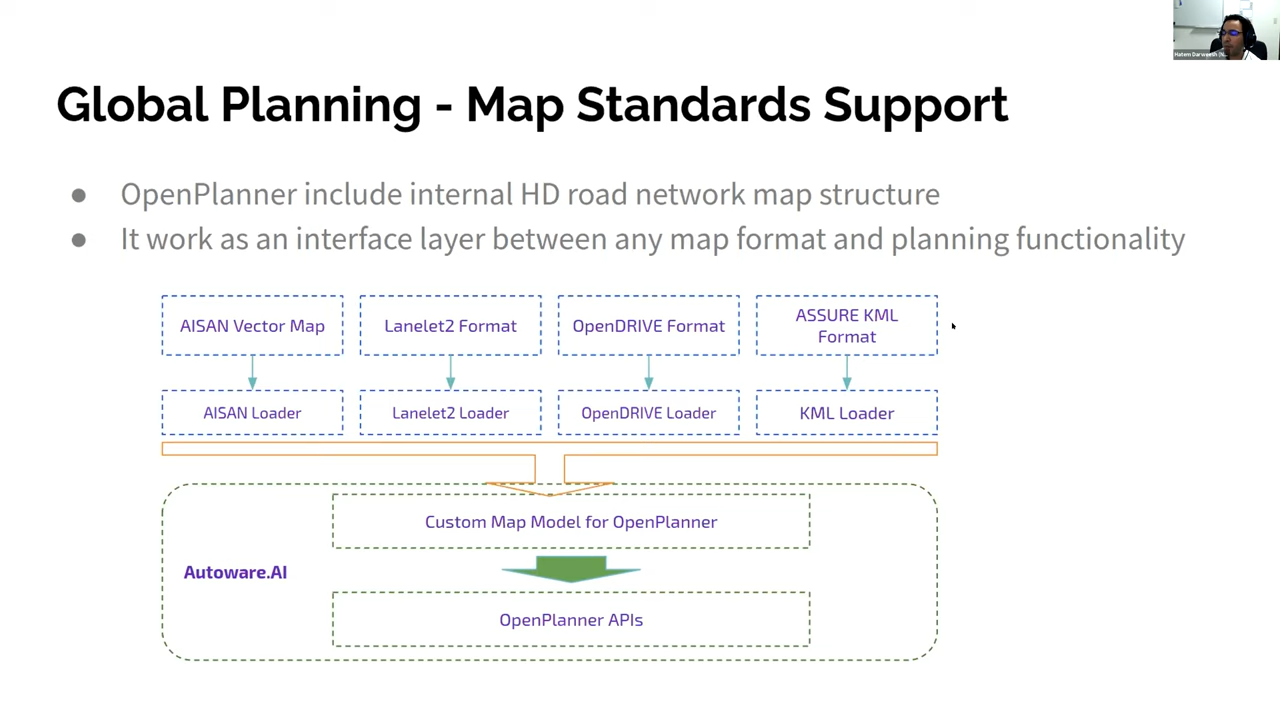 Hatem Darweesh (N...
Global Planning - Map Standards Support
● OpenPlanner include internal HD road network map structure
● It work as an interface layer between any map format and planning functionality
AISAN Vector Map
Lanelet2 Format
OpenDRIVE Format
ASSURE KML
Format
AISAN Loader
Lanelet2 Loader
OpenDRIVE Loader
KML Loader
Custom Map Model for OpenPlanner
Autoware.AI
OpenPlanner APIs